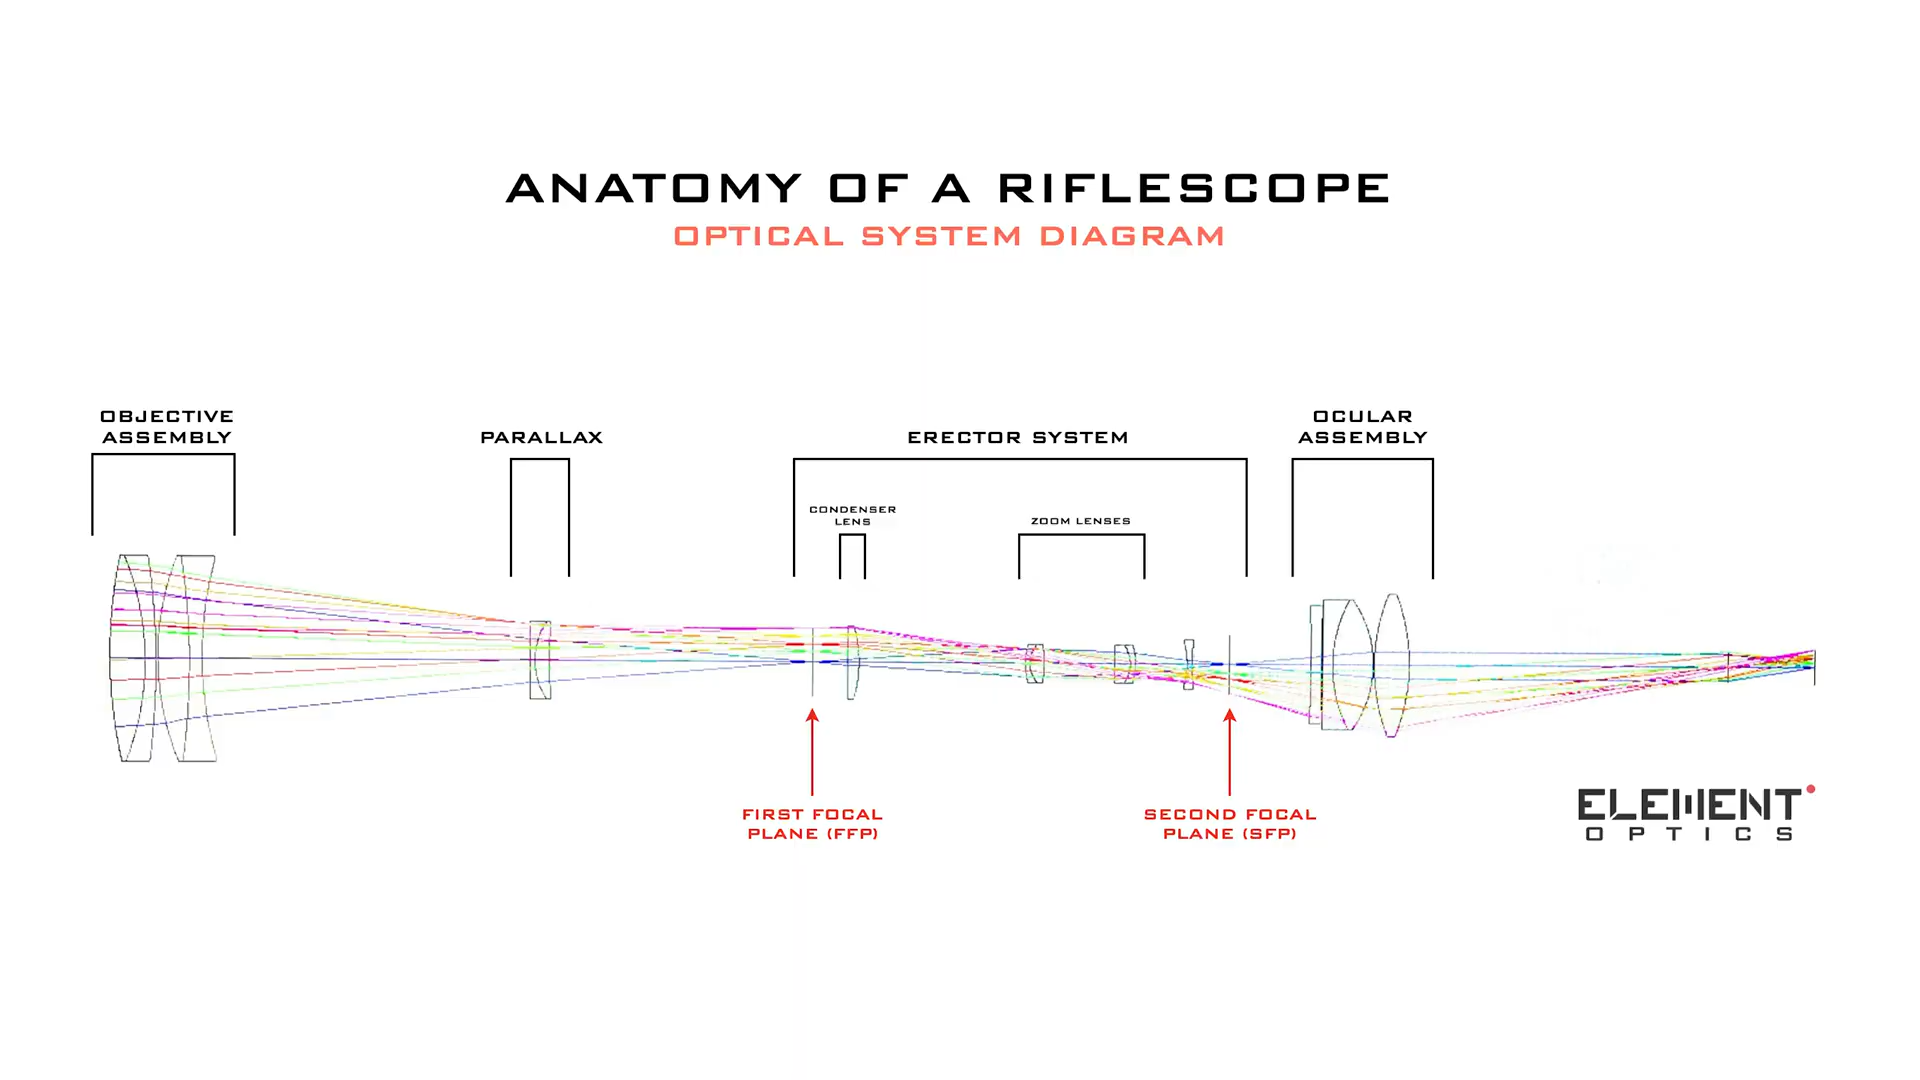 ANATOMY OF A RIFLESCOPE
OPTICAL SYSTEM DIAGRAM
OBJECTIVE
ASSEMBLY
PARALLAX
ERECTOR SYSTEM
OCULAR
ASSEMBLY
CONDENSER
LENS
ZOOM LENSES
FIRST FOCAL
PLANE (FFP)
SECOND FOCAL
PLANE (SFP)
ELEMENT
OPTICS